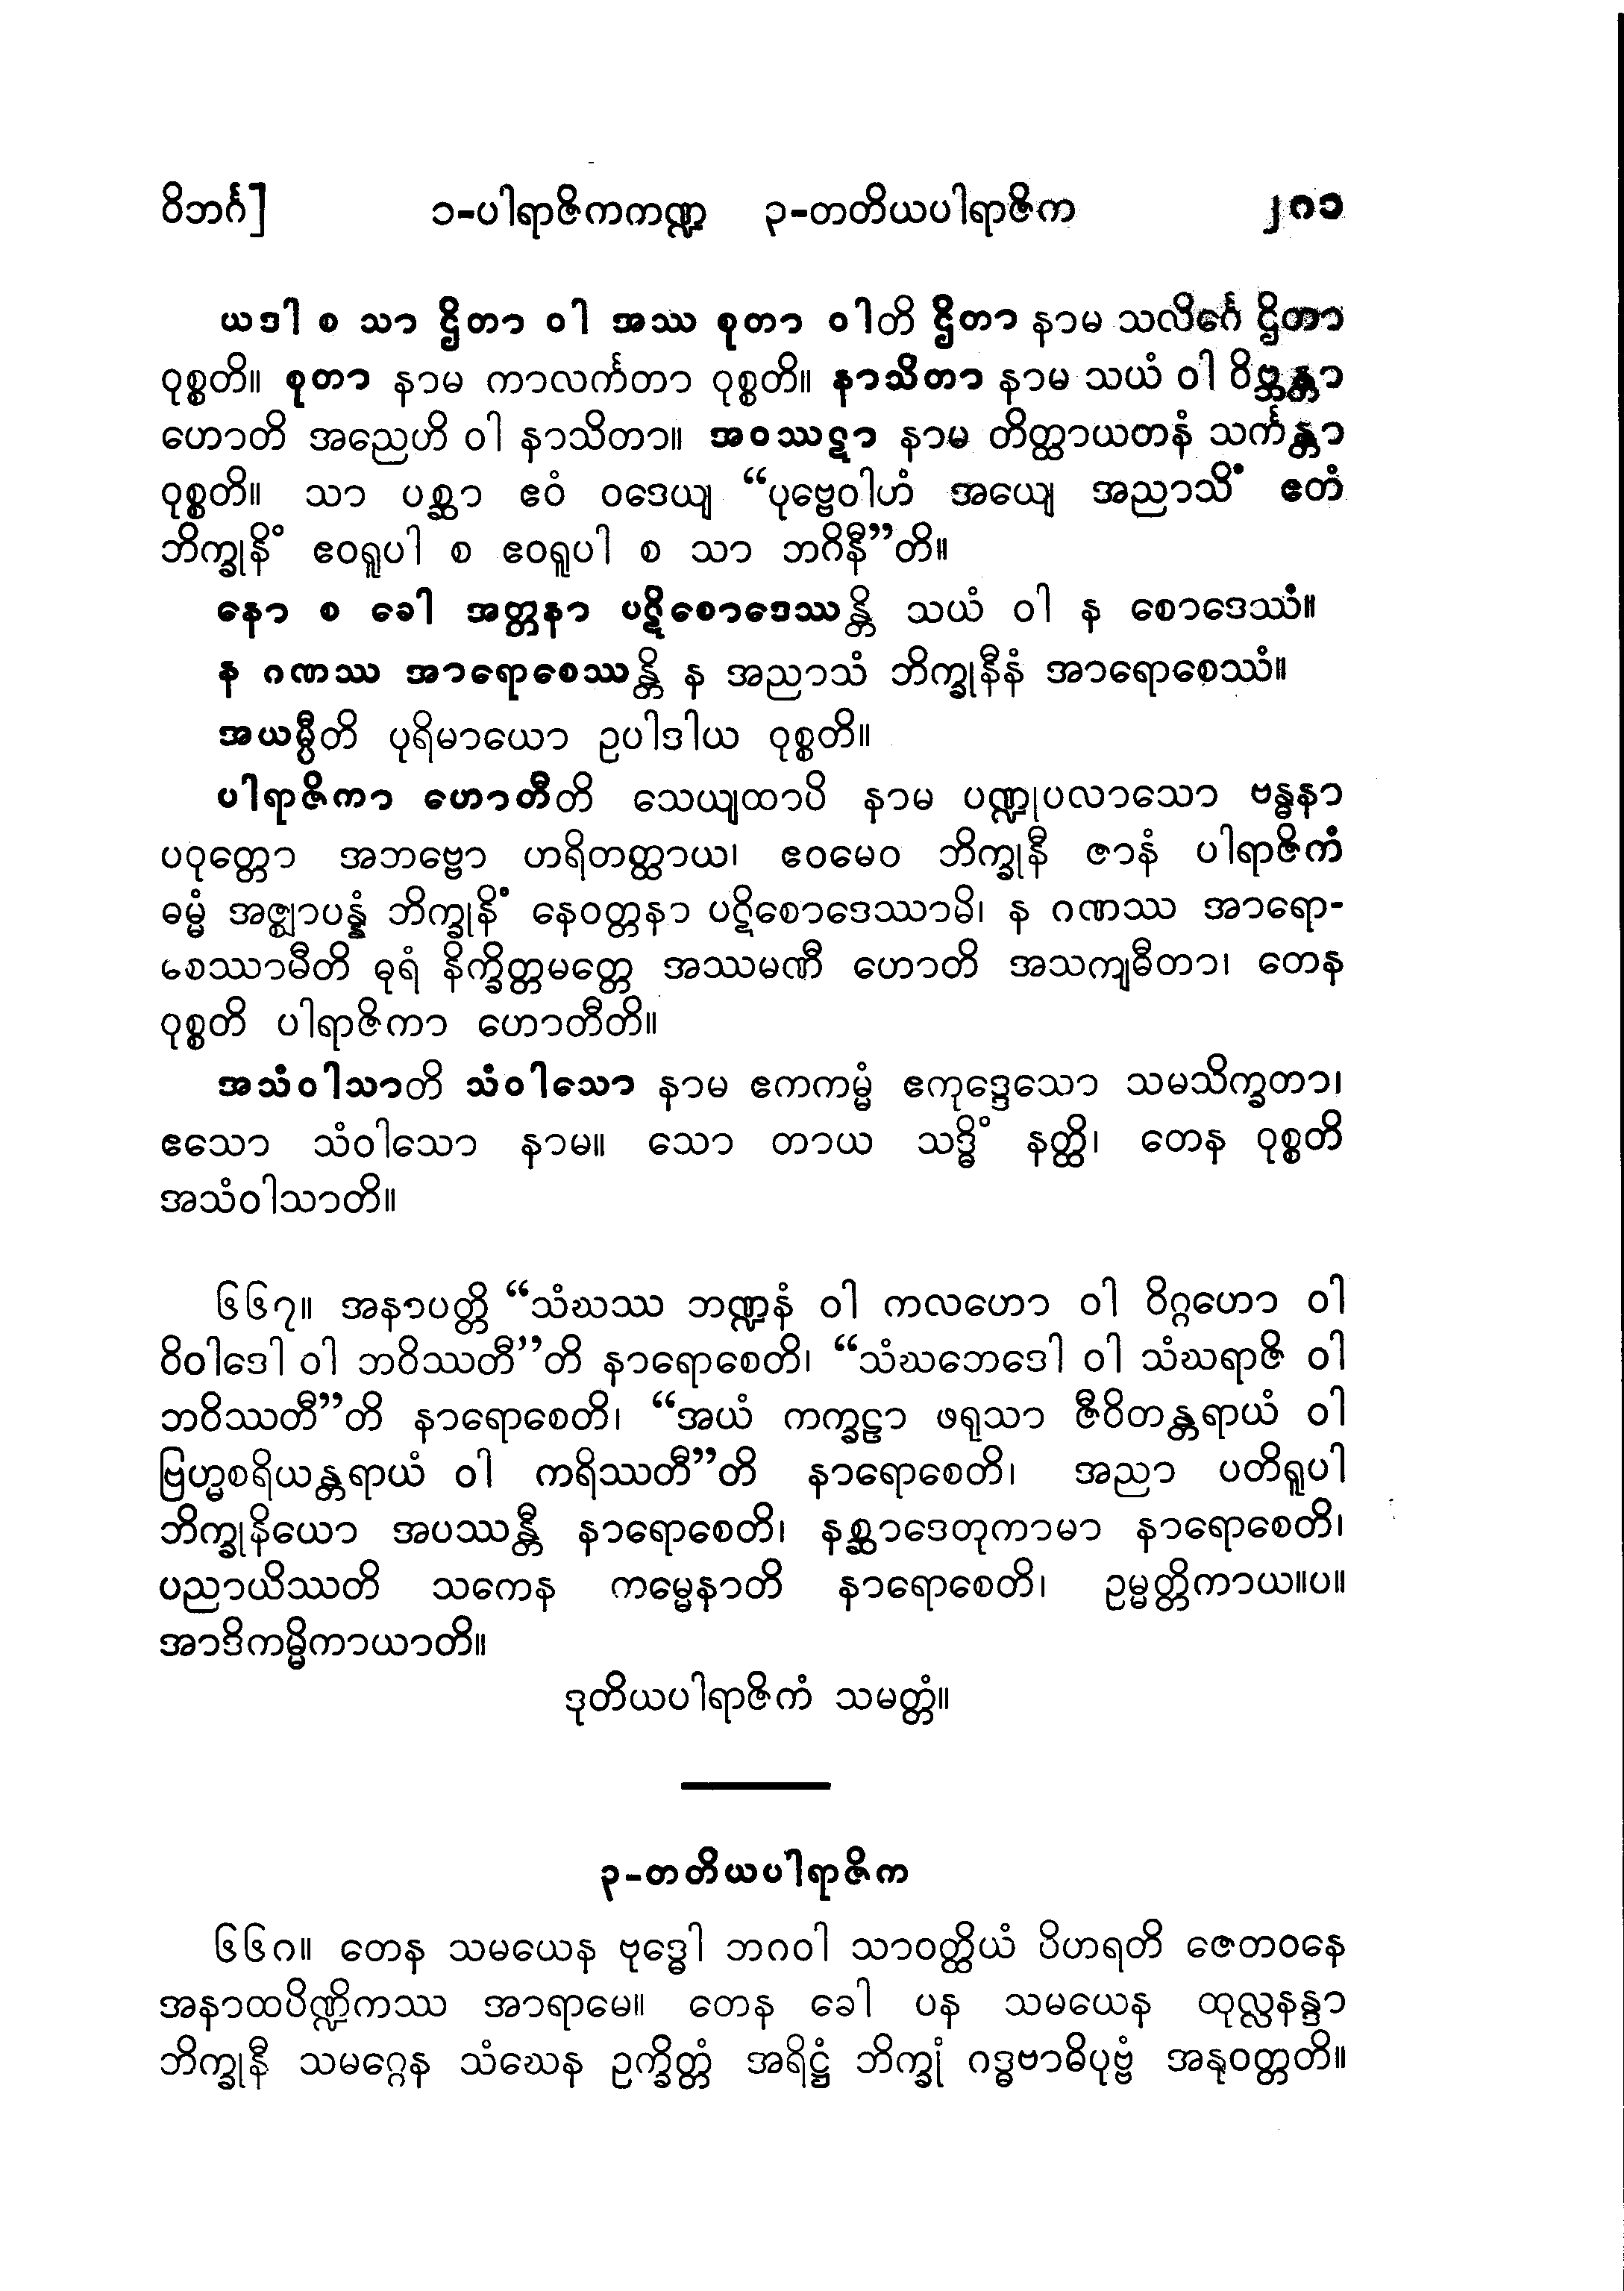 ဝိဘင်္ဂ] ၁-ပါရာဇိကကဏ္ဍ ၃-တတိယပါရာဇိက ၂၈၁
ယဒါ စ သာ ဌိတာ ဝါ အဿ စုတာ ဝါတိ ဌိတာ နာမ သလိင်္ဂေ ဌိတာ
ဝုစ္စတိ။ စုတာ နာမ ကာလင်္ကတာ ဝုစ္စတိ။ နာသိတာ နာမ သယံ ဝါ ဝိဗ္ဘန္တာ
ဟောတိ အညေဟိ ဝါ နာသိတာ။ အဝဿဋာ နာမ တိတ္ထာယတနံ သင်္ကန္တာ
ဝုစ္စတိ။ သာ ပစ္ဆာ ဧဝံ ဝဒေယျ “ပုဗ္ဗေဝါဟံ အယျေ အညာသိံ ဧတံ
ဘိက္ခုနိံ ဧဝရူပါ စ ဧဝရူပါ စ သာ ဘဂိနီ”တိ။
နော စ ခေါ အတ္တနာ ပဋိစောဒေဿန္တိ သယံ ဝါ န စောဒေဿံ။
န ဂဏဿ အာရောစေဿန္တိ န အညာသံ ဘိက္ခုနီနံ အာရောစေဿံ။
အယမ္ပီတိ ပုရိမာယော ဥပါဒါယ ဝုစ္စတိ။
ပါရာဇိကာ ဟောတီတိ သေယျထာပိ နာမ ပဏ္ဍုပလာသော ဗန္ဓနာ
ပဝုတ္တော အဘဗ္ဗော ဟရိတတ္ထာယ၊ ဧဝမေဝ ဘိက္ခုနီ ဇာနံ ပါရာဇိကံ
ဓမ္မံ အဇ္ဈာပန္နံ ဘိက္ခုနိံ နေဝတ္တနာ ပဋိစောဒေဿာမိ၊ န ဂဏဿ အာရော-
စေဿာမီတိ ဓုရံ နိက္ခိတ္တမတ္တေ အဿမဏီ ဟောတိ အသကျဓီတာ၊ တေန
ဝုစ္စတိ ပါရာဇိကာ ဟောတီတိ။
အသံဝါသာတိ သံဝါသော နာမ ဧကကမ္မံ ဧကုဒ္ဒေသော သမသိက္ခတာ၊
ဧသော သံဝါသော နာမ။ သော တာယ သဒ္ဓိံ နတ္ထိ၊ တေန ဝုစ္စတိ
အသံဝါသာတိ။
၆၆၇။ အနာပတ္တိ “သံဃဿ ဘဏ္ဍနံ ဝါ ကလဟော ဝါ ဝိဂ္ဂဟော ဝါ
ဝိဝါဒေါ ဝါ ဘဝိဿတီ”တိ နာရောစေတိ၊ “သံဃဘေဒေါ ဝါ သံဃရာဇိ ဝါ
ဘဝိဿတီ”တိ နာရောစေတိ၊ “အယံ ကက္ခဠာ ဖရုသာ ဇီဝိတန္တရာယံ ဝါ
ဗြဟ္မစရိယန္တရာယံ ဝါ ကရိဿတီ”တိ နာရောစေတိ၊ အညာ ပတိရူပါ
ဘိက္ခုနိယော အပဿန္တီ နာရောစေတိ၊ နစ္ဆာဒေတုကာမာ နာရောစေတိ၊
ပညာယိဿတိ သကေန ကမ္မေနာတိ နာရောစေတိ၊ ဥမ္မတ္တိကာယ။ပ။
အာဒိကမ္မိကာယာတိ။
ဒုတိယပါရာဇိကံ သမတ္တံ။
၃-တတိယပါရာဇိက
၆၆၈။ တေန သမယေန ဗုဒ္ဓေါ ဘဂဝါ သာဝတ္ထိယံ ဝိဟရတိ ဇေတဝနေ
အနာထပိဏ္ဍိကဿ အာရာမေ။ တေန ခေါ ပန သမယေန ထုလ္လနန္ဒာ
ဘိက္ခုနီ သမဂ္ဂေန သံဃေန ဥက္ခိတ္တံ အရိဋ္ဌံ ဘိက္ခုံ ဂဒ္ဓဗာဓိပုဗ္ဗံ အနုဝတ္တတိ။